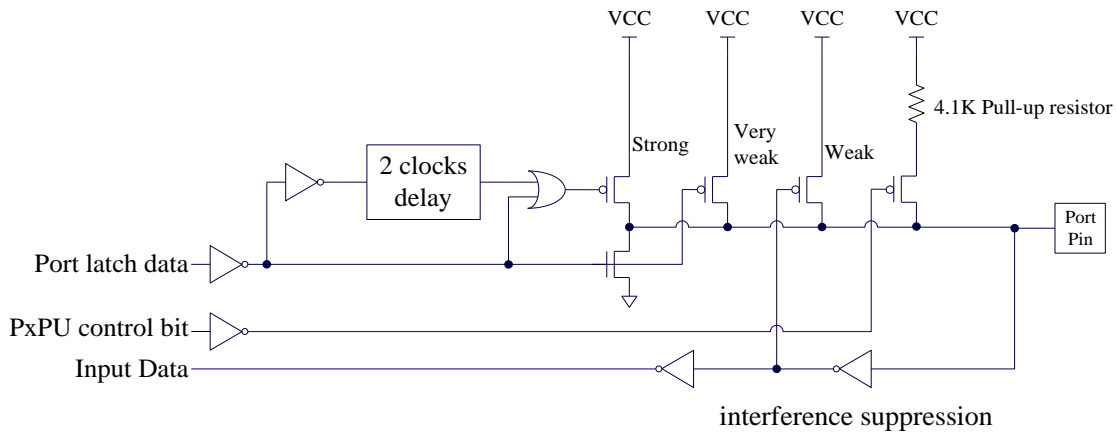 VCC
VCC
VCC
VCC
4.1K Pull-up resistor
Strong
Very
weak
Weak
2 clocks
delay
Port
Pin
Port latch data
PxPU control bit
Input Data
interference suppression